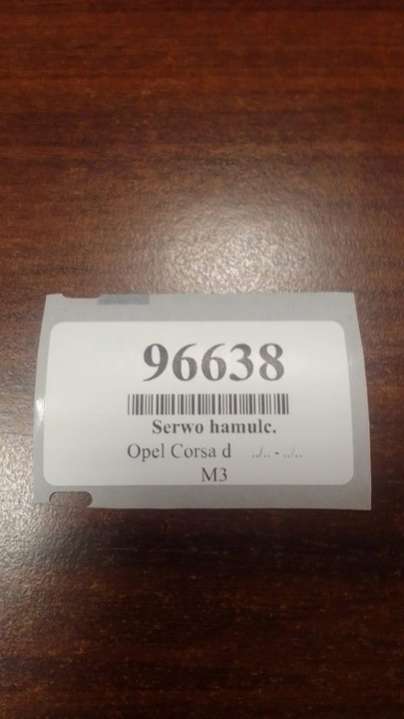 96638
Serwo hamulc.
Opel Corsa d ../.. - ../..
M3